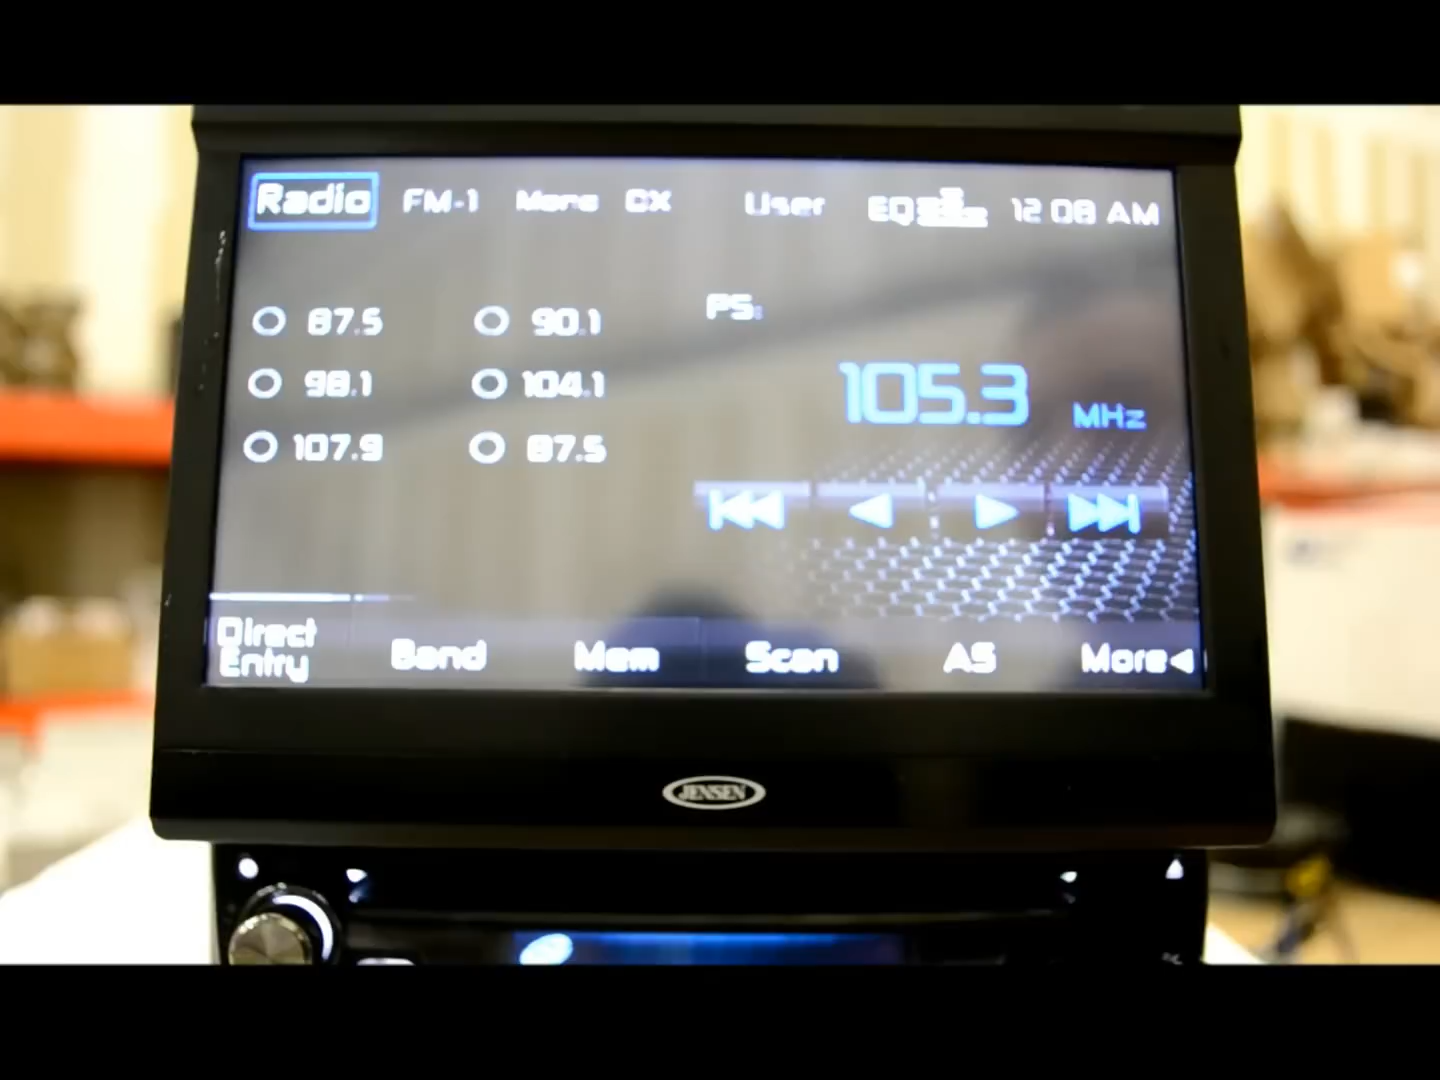 Radio FM-1 Mono DX User EQ 12:08 AM
87.5 90.1 PS:
98.1 104.1 105.3 MHz
107.9 87.5
Direct Entry Band Mem Scan AS More
JENSEN